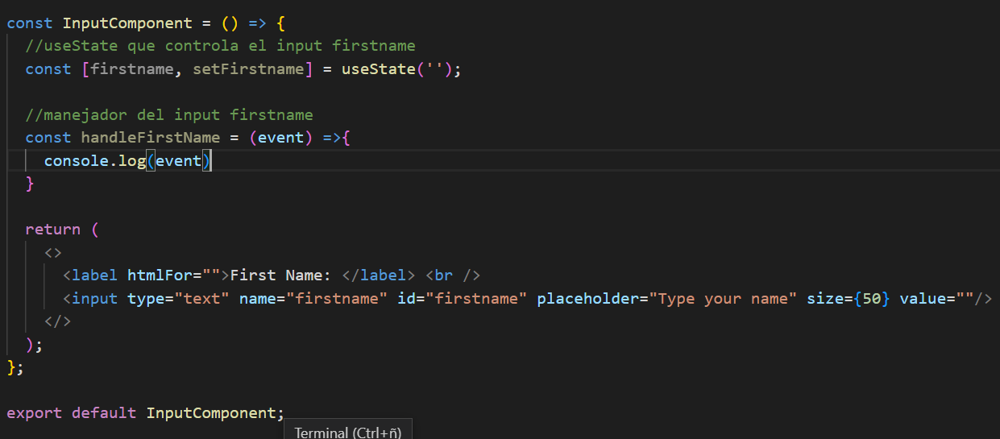 const InputComponent = () => {
//useState que controla el input firstname
const [firstname, setFirstname] = useState('');
//manejador del input firstname
const handleFirstName = (event) =>{
console.log(event)
}
return (
<>
<label htmlFor="">First Name: </label> <br />
<input type="text" name="firstname" id="firstname" placeholder="Type your name" size={50} value=""/>
</>
);
};
export default InputComponent;
Terminal (Ctrl+ñ)